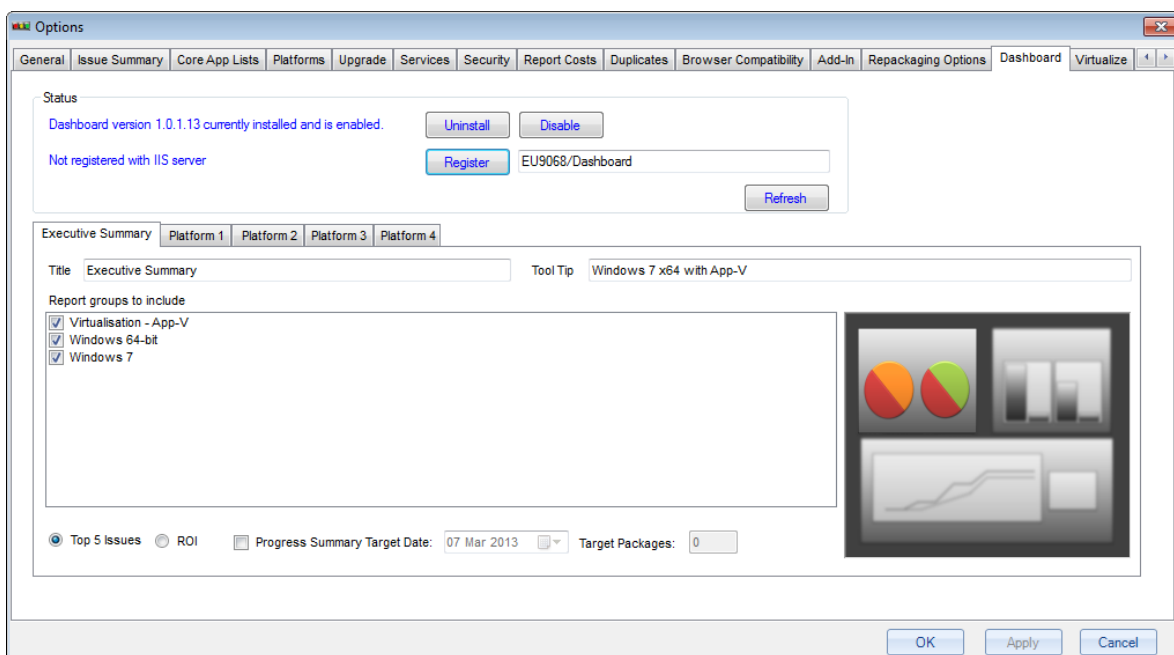 Options
General Issue Summary Core App Lists Platforms Upgrade Services Security Report Costs Duplicates Browser Compatibility Add-In Repackaging Options Dashboard Virtualize
Status
Dashboard version 1.0.1.13 currently installed and is enabled. Uninstall Disable
Not registered with IIS server Register EU9068/Dashboard
Refresh
Executive Summary Platform 1 Platform 2 Platform 3 Platform 4
Title Executive Summary Tool Tip Windows 7 x64 with App-V
Report groups to include
Virtualisation - App-V
Windows 64-bit
Windows 7
Top 5 Issues ROI Progress Summary Target Date: 07 Mar 2013 Target Packages: 0
OK Apply Cancel